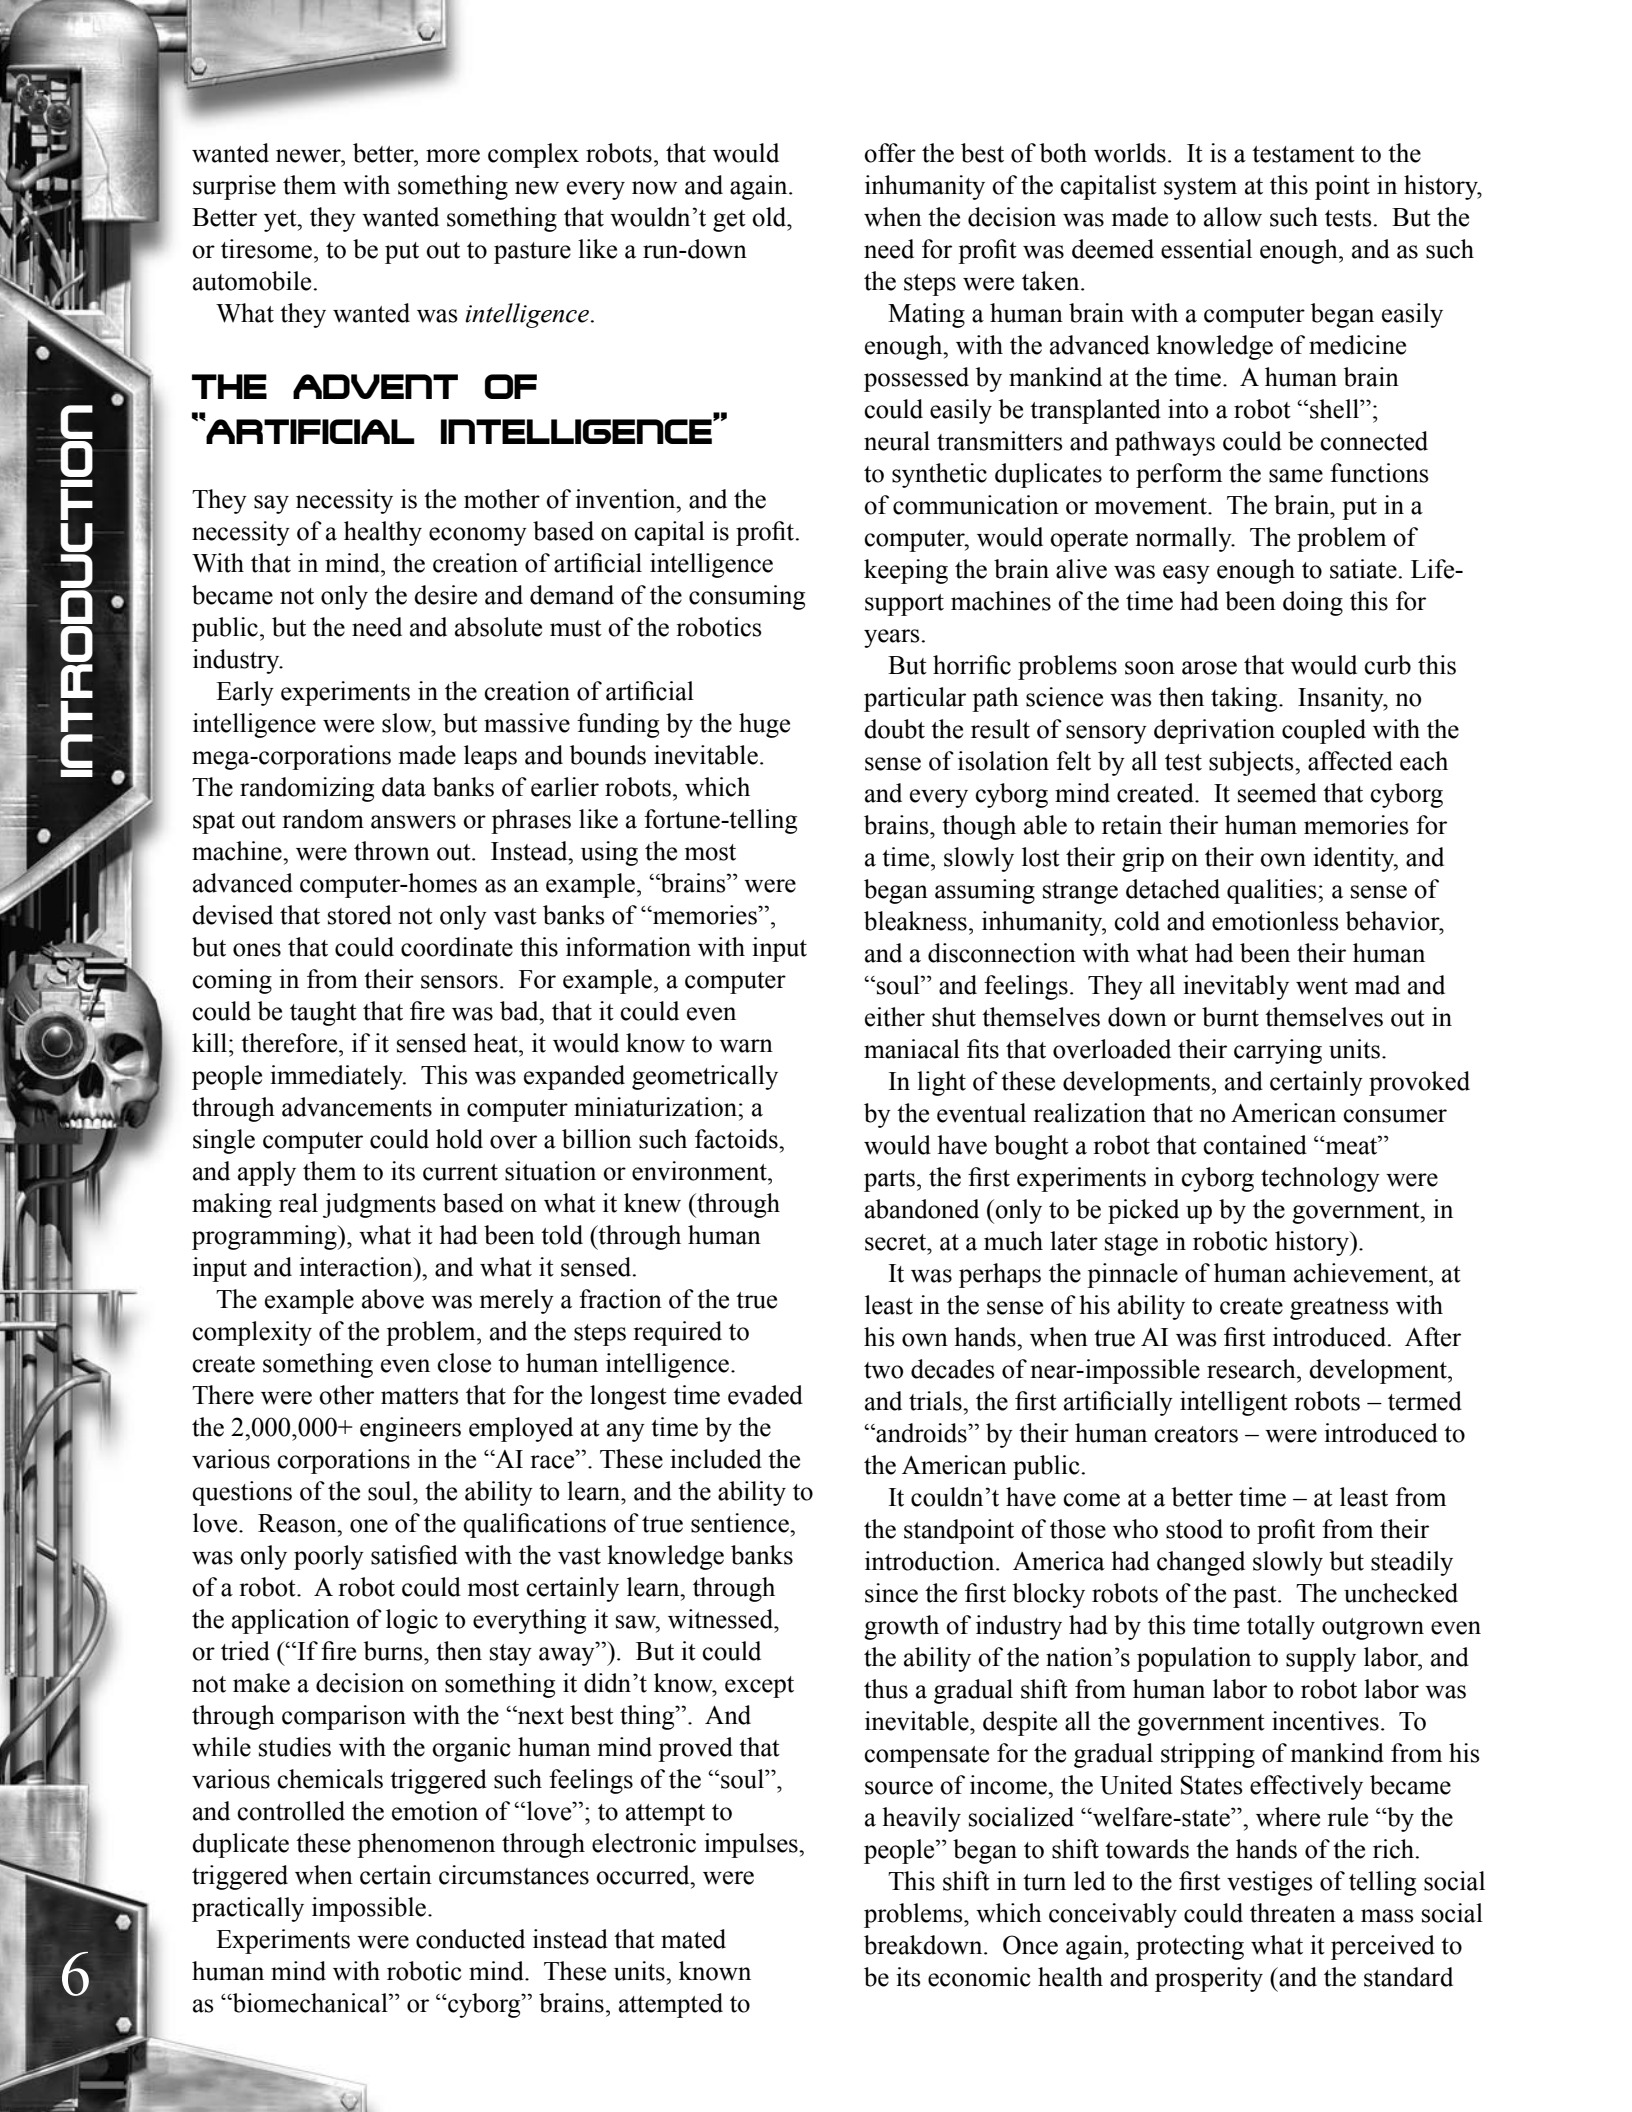 wanted newer, better, more complex robots, that would
surprise them with something new every now and again.
Better yet, they wanted something that wouldn’t get old,
or tiresome, to be put out to pasture like a run-down
automobile.
What they wanted was intelligence.
THE ADVENT OF
“ARTIFICIAL INTELLIGENCE”
They say necessity is the mother of invention, and the
necessity of a healthy economy based on capital is profit.
With that in mind, the creation of artificial intelligence
became not only the desire and demand of the consuming
public, but the need and absolute must of the robotics
industry.
Early experiments in the creation of artificial
intelligence were slow, but massive funding by the huge
mega-corporations made leaps and bounds inevitable.
The randomizing data banks of earlier robots, which
spat out random answers or phrases like a fortune-telling
machine, were thrown out.  Instead, using the most
advanced computer-homes as an example, “brains” were
devised that stored not only vast banks of “memories”,
but ones that could coordinate this information with input
coming in from their sensors.  For example, a computer
could be taught that fire was bad, that it could even
kill; therefore, if it sensed heat, it would know to warn
people immediately.  This was expanded geometrically
through advancements in computer miniaturization; a
single computer could hold over a billion such factoids,
and apply them to its current situation or environment,
making real judgments based on what it knew (through
programming), what it had been told (through human
input and interaction), and what it sensed.
The example above was merely a fraction of the true
complexity of the problem, and the steps required to
create something even close to human intelligence.
There were other matters that for the longest time evaded
the 2,000,000+ engineers employed at any time by the
various corporations in the “AI race”. These included the
questions of the soul, the ability to learn, and the ability to
love.  Reason, one of the qualifications of true sentience,
was only poorly satisfied with the vast knowledge banks
of a robot.  A robot could most certainly learn, through
the application of logic to everything it saw, witnessed,
or tried (“If fire burns, then stay away”).  But it could
not make a decision on something it didn’t know, except
through comparison with the “next best thing”.  And
while studies with the organic human mind proved that
various chemicals triggered such feelings of the “soul”,
and controlled the emotion of “love”; to attempt to
duplicate these phenomenon through electronic impulses,
triggered when certain circumstances occurred, were
practically impossible.
Experiments were conducted instead that mated
human mind with robotic mind.  These units, known
as “biomechanical” or “cyborg” brains, attempted to
offer the best of both worlds.  It is a testament to the
inhumanity of the capitalist system at this point in history,
when the decision was made to allow such tests.  But the
need for profit was deemed essential enough, and as such
the steps were taken.
Mating a human brain with a computer began easily
enough, with the advanced knowledge of medicine
possessed by mankind at the time.  A human brain
could easily be transplanted into a robot “shell”;
neural transmitters and pathways could be connected
to synthetic duplicates to perform the same functions
of communication or movement.  The brain, put in a
computer, would operate normally.  The problem of
keeping the brain alive was easy enough to satiate. Life-
support machines of the time had been doing this for
years.
But horrific problems soon arose that would curb this
particular path science was then taking.  Insanity, no
doubt the result of sensory deprivation coupled with the
sense of isolation felt by all test subjects, affected each
and every cyborg mind created.  It seemed that cyborg
brains, though able to retain their human memories for
a time, slowly lost their grip on their own identity, and
began assuming strange detached qualities; a sense of
bleakness, inhumanity, cold and emotionless behavior,
and a disconnection with what had been their human
“soul” and feelings.  They all inevitably went mad and
either shut themselves down or burnt themselves out in
maniacal fits that overloaded their carrying units.
In light of these developments, and certainly provoked
by the eventual realization that no American consumer
would have bought a robot that contained “meat”
parts, the first experiments in cyborg technology were
abandoned (only to be picked up by the government, in
secret, at a much later stage in robotic history).
It was perhaps the pinnacle of human achievement, at
least in the sense of his ability to create greatness with
his own hands, when true AI was first introduced.  After
two decades of near-impossible research, development,
and trials, the first artificially intelligent robots – termed
“androids” by their human creators – were introduced to
the American public.
It couldn’t have come at a better time – at least from
the standpoint of those who stood to profit from their
introduction.  America had changed slowly but steadily
since the first blocky robots of the past.  The unchecked
growth of industry had by this time totally outgrown even
the ability of the nation’s population to supply labor, and
thus a gradual shift from human labor to robot labor was
inevitable, despite all the government incentives.  To
compensate for the gradual stripping of mankind from his
source of income, the United States effectively became
a heavily socialized “welfare-state”, where rule “by the
people” began to shift towards the hands of the rich.
This shift in turn led to the first vestiges of telling social
problems, which conceivably could threaten a mass social
breakdown.  Once again, protecting what it perceived to
be its economic health and prosperity (and the standard
INTRODUCTION
6